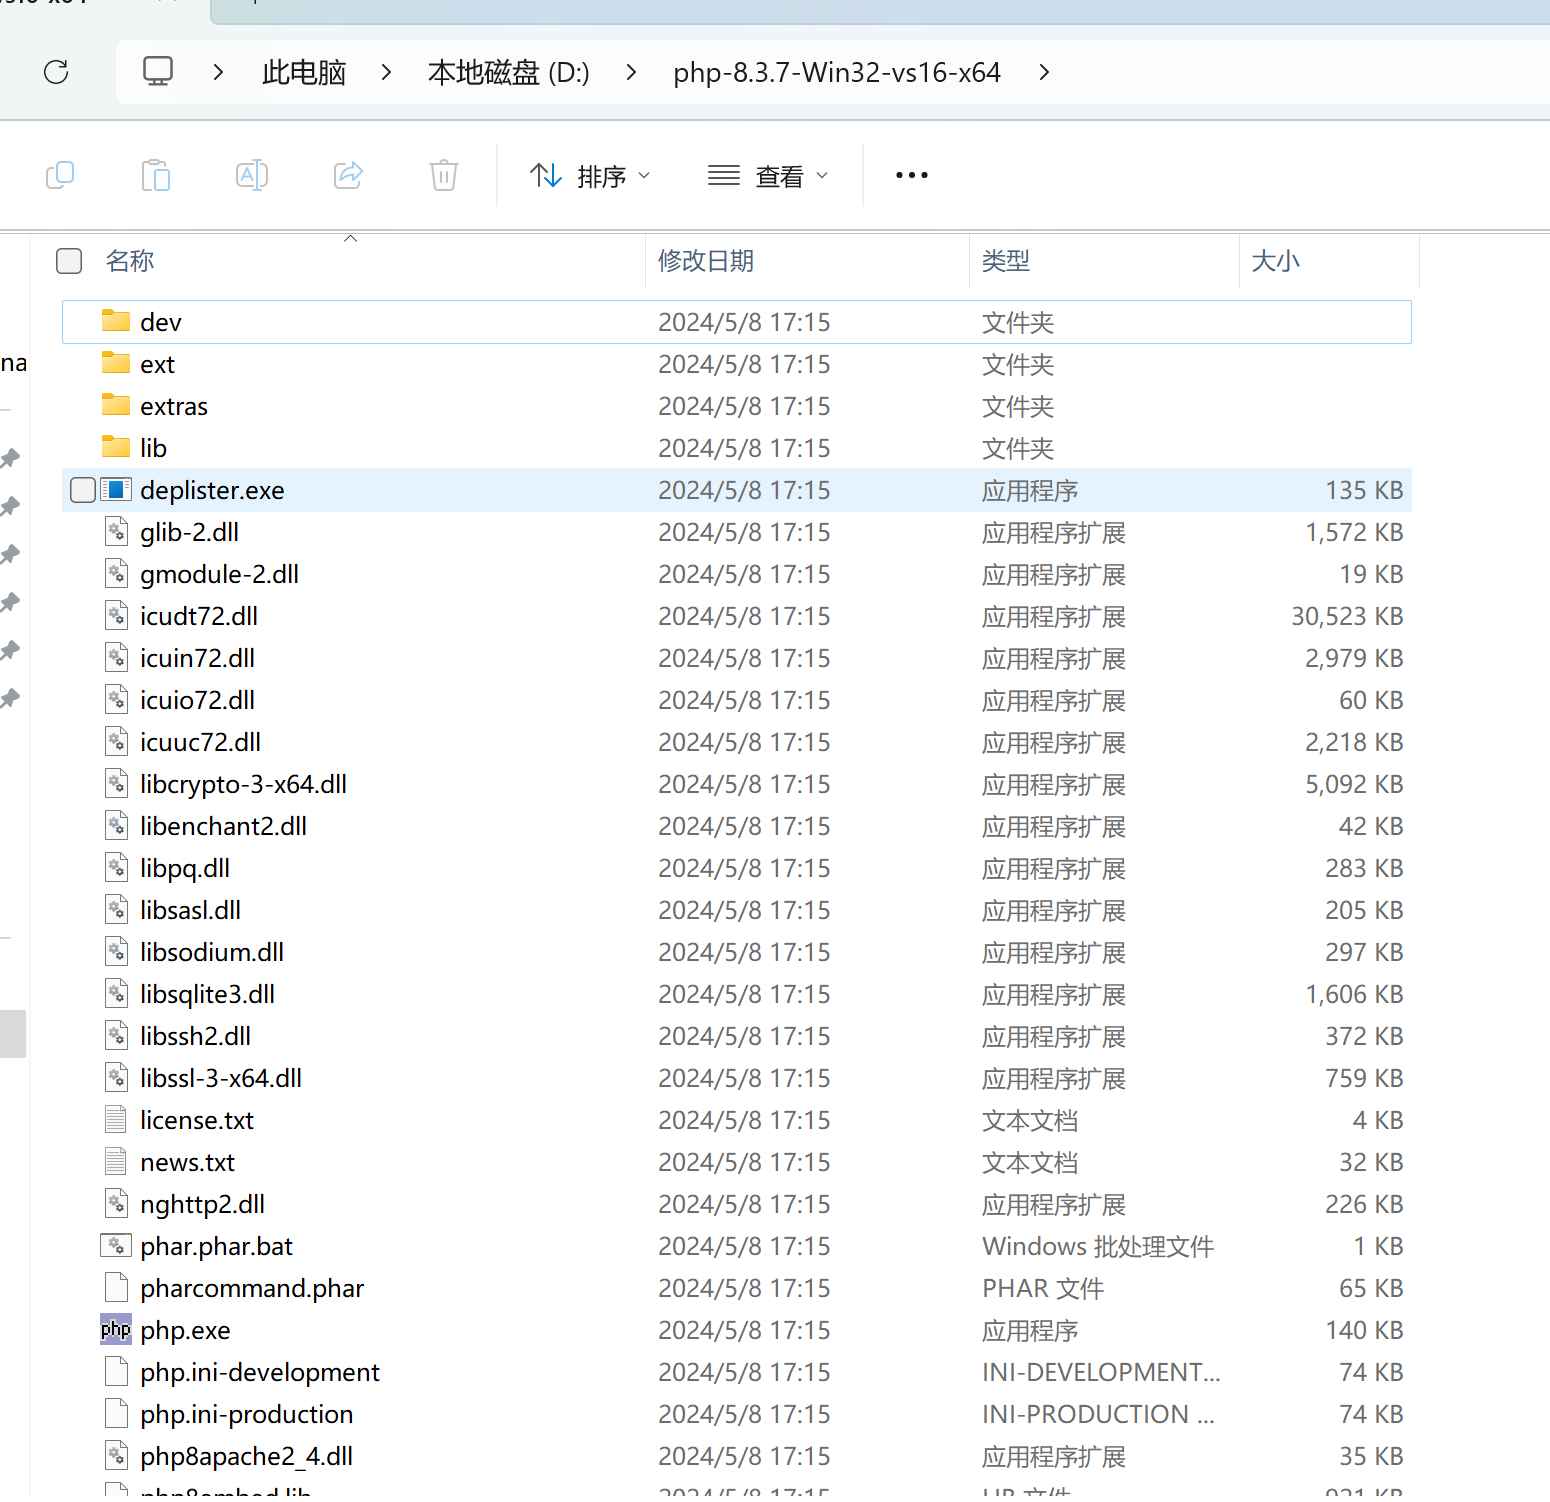 此电脑 本地磁盘 (D:) php-8.3.7-Win32-vs16-x64
排序 查看
名称 修改日期 类型 大小
dev 2024/5/8 17:15 文件夹
na
ext 2024/5/8 17:15 文件夹
extras 2024/5/8 17:15 文件夹
lib 2024/5/8 17:15 文件夹
deplister.exe 2024/5/8 17:15 应用程序 135 KB
glib-2.dll 2024/5/8 17:15 应用程序扩展 1,572 KB
gmodule-2.dll 2024/5/8 17:15 应用程序扩展 19 KB
icudt72.dll 2024/5/8 17:15 应用程序扩展 30,523 KB
icuin72.dll 2024/5/8 17:15 应用程序扩展 2,979 KB
icuio72.dll 2024/5/8 17:15 应用程序扩展 60 KB
icuuc72.dll 2024/5/8 17:15 应用程序扩展 2,218 KB
libcrypto-3-x64.dll 2024/5/8 17:15 应用程序扩展 5,092 KB
libenchant2.dll 2024/5/8 17:15 应用程序扩展 42 KB
libpq.dll 2024/5/8 17:15 应用程序扩展 283 KB
libsasl.dll 2024/5/8 17:15 应用程序扩展 205 KB
libsodium.dll 2024/5/8 17:15 应用程序扩展 297 KB
libsqlite3.dll 2024/5/8 17:15 应用程序扩展 1,606 KB
libssh2.dll 2024/5/8 17:15 应用程序扩展 372 KB
libssl-3-x64.dll 2024/5/8 17:15 应用程序扩展 759 KB
license.txt 2024/5/8 17:15 文本文档 4 KB
news.txt 2024/5/8 17:15 文本文档 32 KB
nghttp2.dll 2024/5/8 17:15 应用程序扩展 226 KB
phar.phar.bat 2024/5/8 17:15 Windows 批处理文件 1 KB
pharcommand.phar 2024/5/8 17:15 PHAR 文件 65 KB
php php.exe 2024/5/8 17:15 应用程序 140 KB
php.ini-development 2024/5/8 17:15 INI-DEVELOPMENT... 74 KB
php.ini-production 2024/5/8 17:15 INI-PRODUCTION ... 74 KB
php8apache2_4.dll 2024/5/8 17:15 应用程序扩展 35 KB